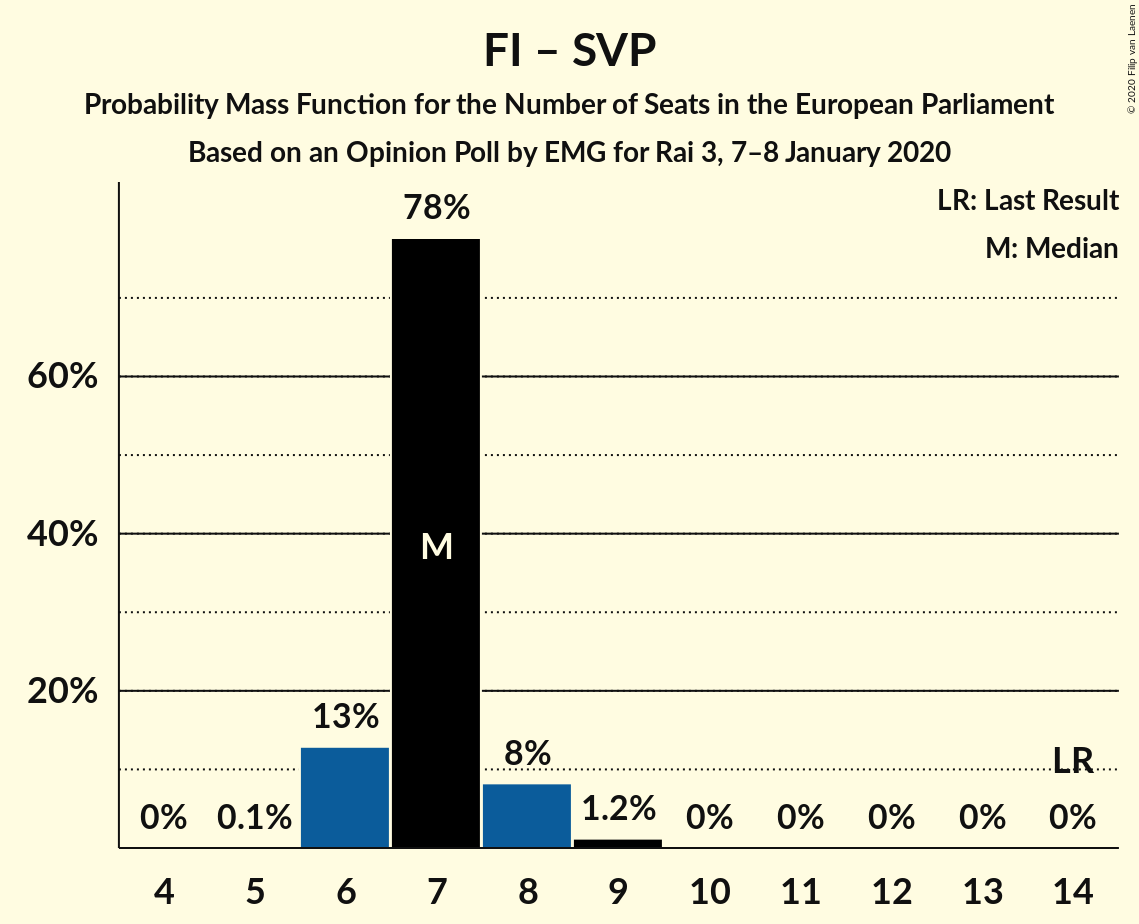 FI – SVP
Probability Mass Function for the Number of Seats in the European Parliament
Based on an Opinion Poll by EMG for Rai 3, 7–8 January 2020
© 2020 Filip van Laenen
LR: Last Result
M: Median
78%
60%
40%
M
20%
13%
8%
LR
0% 0.1% 1.2% 0% 0% 0% 0% 0%
4 5 6 7 8 9 10 11 12 13 14